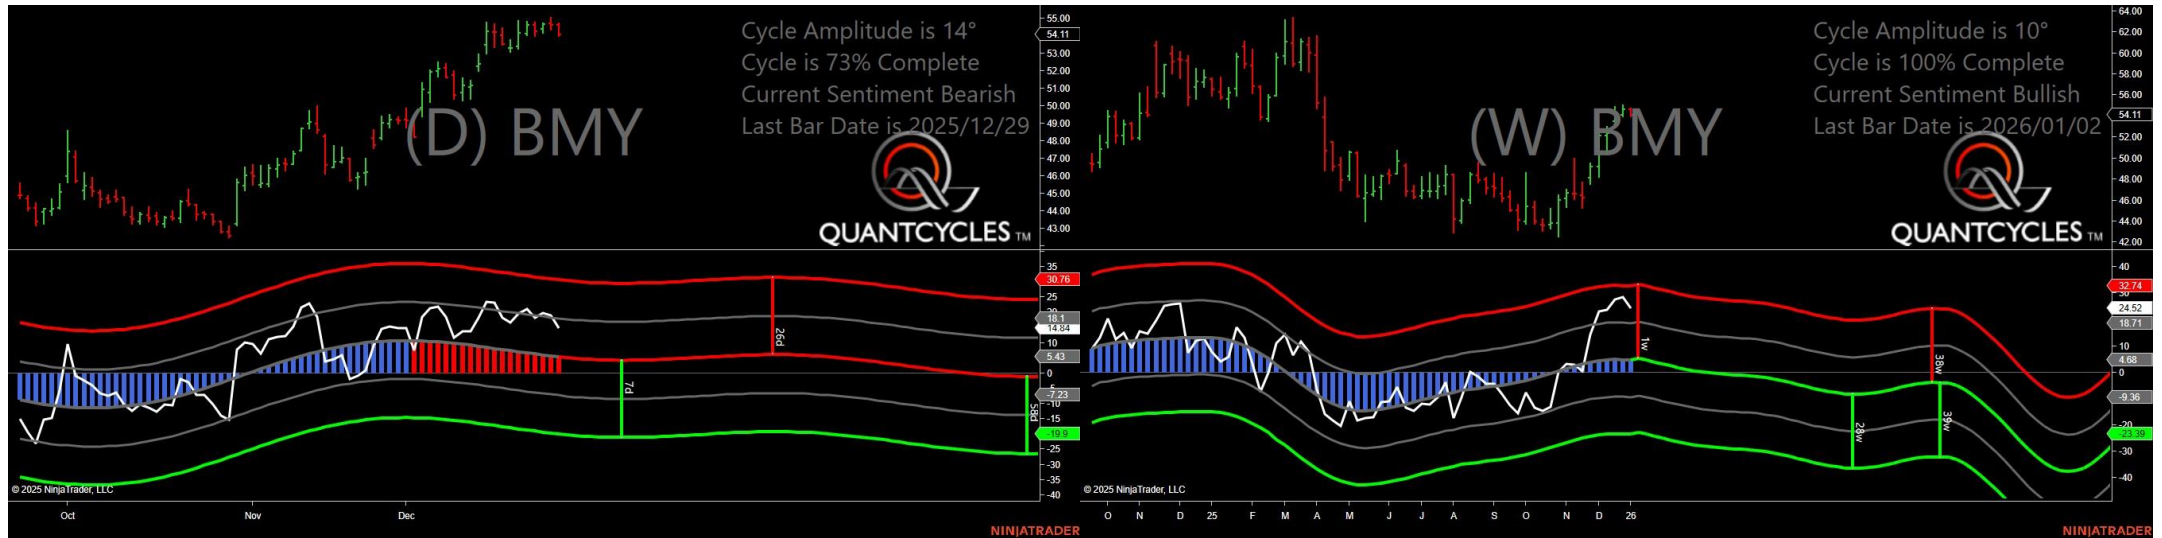 Cycle Amplitude is 14°
Cycle is 73% Complete
Current Sentiment Bearish
Last Bar Date is 2025/12/29
(D) BMY
QUANTCYCLES TM
55.00
54.11
53.00
52.00
51.00
50.00
49.00
48.00
47.00
46.00
45.00
44.00
43.00
35
30.76
25
18.1
14.84
10
5.43
0
-5
-7.23
-10
-15
-19.9
-25
-30
-35
-40
26d
7d
58d
© 2025 NinjaTrader, LLC
Oct Nov Dec
NINJATRADER
Cycle Amplitude is 10°
Cycle is 100% Complete
Current Sentiment Bullish
Last Bar Date is 2026/01/02
(W) BMY
QUANTCYCLES TM
64.00
62.00
60.00
58.00
56.00
54.11
52.00
50.00
48.00
46.00
44.00
42.00
40
32.74
30
24.52
18.71
10
4.68
0
-9.36
-20
-23.39
-30
-40
1w
38w
28w
39w
© 2025 NinjaTrader, LLC
O N D 25 F M A M J J A S O N D 26
NINJATRADER